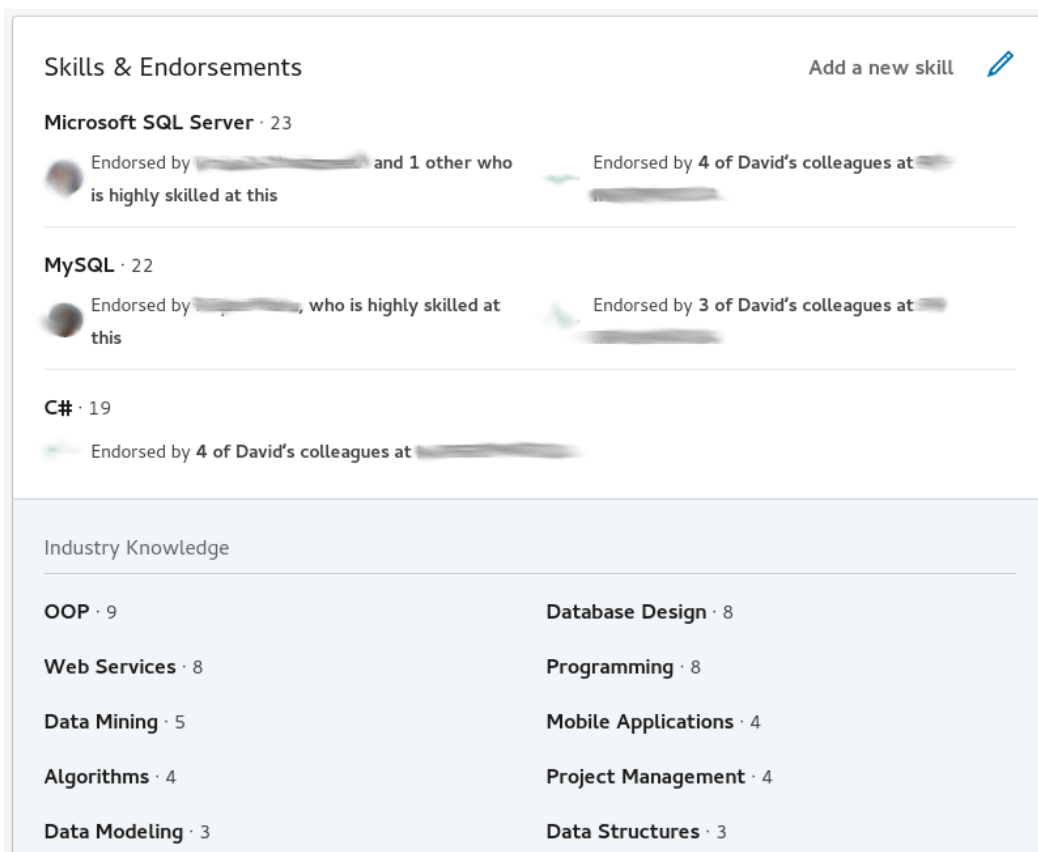 Skills & Endorsements
Add a new skill
Microsoft SQL Server · 23
Endorsed by and 1 other who
is highly skilled at this
Endorsed by 4 of David's colleagues at
MySQL · 22
Endorsed by , who is highly skilled at
this
Endorsed by 3 of David's colleagues at
C# · 19
Endorsed by 4 of David's colleagues at
Industry Knowledge
OOP · 9
Database Design · 8
Web Services · 8
Programming · 8
Data Mining · 5
Mobile Applications · 4
Algorithms · 4
Project Management · 4
Data Modeling · 3
Data Structures · 3